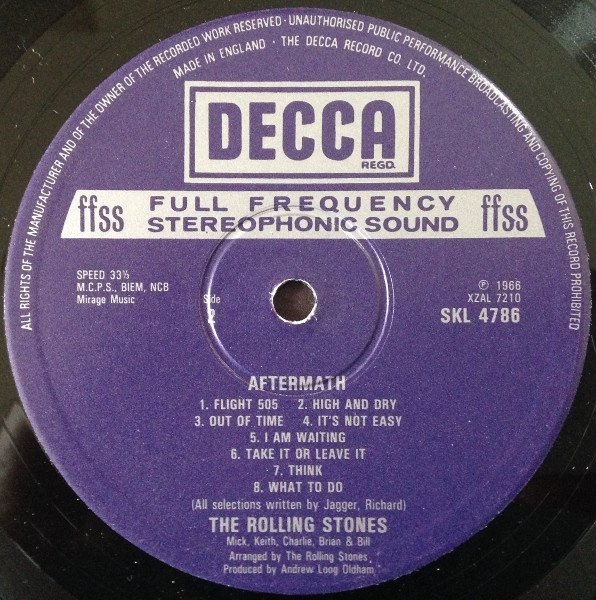 ALL RIGHTS OF THE MANUFACTURER AND OF THE OWNER OF THE RECORDED WORK RESERVED · UNAUTHORISED PUBLIC PERFORMANCE BROADCASTING AND COPYING OF THIS RECORD PROHIBITED
MADE IN ENGLAND · THE DECCA RECORD CO. LTD.
DECCA
REGD.
ffss FULL FREQUENCY ffss
STEREOPHONIC SOUND
SPEED 33⅓
M.C.P.S., BIEM, NCB
Mirage Music
Side
2
℗ 1966
XZAL 7210
SKL 4786
AFTERMATH
1. FLIGHT 505 2. HIGH AND DRY
3. OUT OF TIME 4. IT'S NOT EASY
5. I AM WAITING
6. TAKE IT OR LEAVE IT
7. THINK
8. WHAT TO DO
(All selections written by Jagger, Richard)
THE ROLLING STONES
Mick, Keith, Charlie, Brian & Bill
Arranged by The Rolling Stones,
Produced by Andrew Loog Oldham